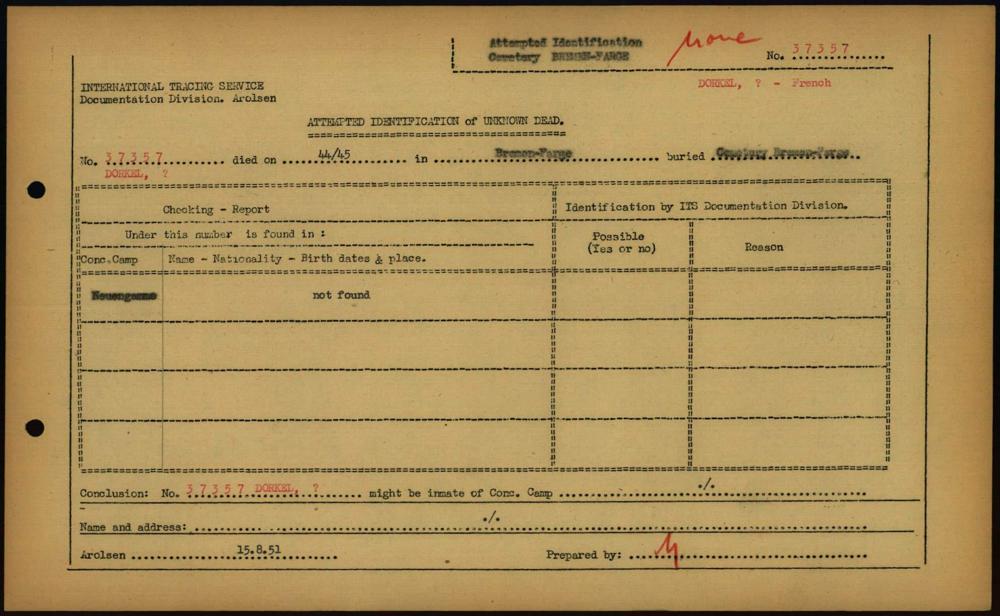 Attempted Identification
Cemetery BREMEN-FARGE
None
No. 37357
DORKEL, ? - French
INTERNATIONAL TRACING SERVICE
Documentation Division. Arolsen
ATTEMPTED IDENTIFICATION of UNKNOWN DEAD.
No. 37357 died on 44/45 in Bremen-Farge buried Cemetery Bremen-Farge
DORKEL, ?
Checking - Report
Identification by ITS Documentation Division.
Under this number is found in :
Possible
(Yes or no)
Reason
Conc.Camp
Name - Nationality - Birth dates & place.
Neuengamme
not found
Conclusion: No. 37357 DORKEL, ? might be inmate of Conc. Camp ./.
Name and address: ./.
Arolsen 15.8.51 Prepared by: